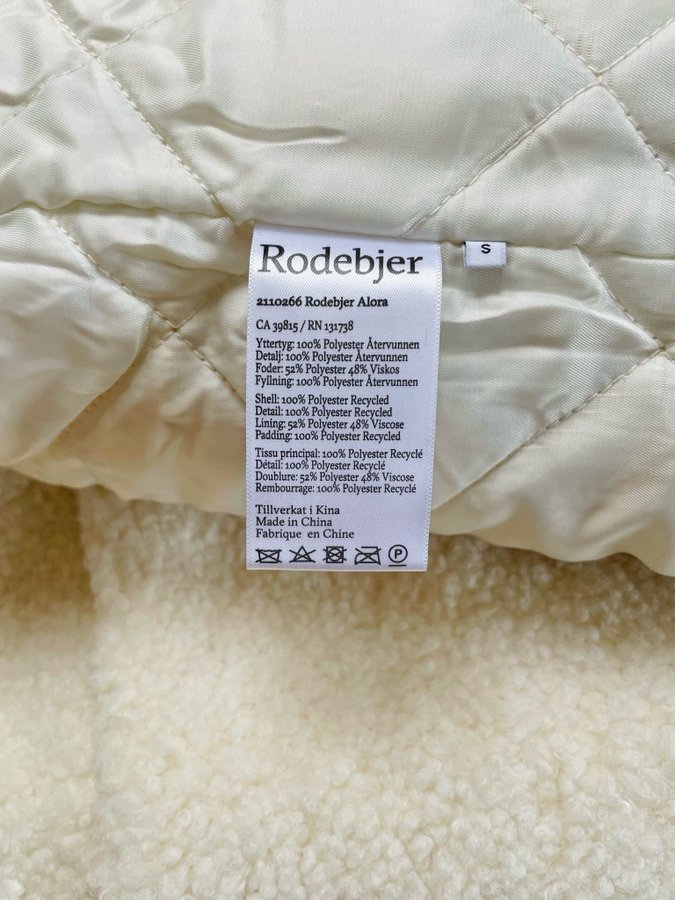 Rodebjer
S
2110266 Rodebjer Alora
CA 39815 / RN 131738
Yttertyg: 100% Polyester Återvunnen
Detalj: 100% Polyester Återvunnen
Foder: 52% Polyester 48% Viskos
Fyllning: 100% Polyester Återvunnen
Shell: 100% Polyester Recycled
Detail: 100% Polyester Recycled
Lining: 52% Polyester 48% Viscose
Padding: 100% Polyester Recycled
Tissu principal: 100% Polyester Recyclé
Détail: 100% Polyester Recyclé
Doublure: 52% Polyester 48% Viscose
Rembourrage: 100% Polyester Recyclé
Tillverkat i Kina
Made in China
Fabrique en Chine
P